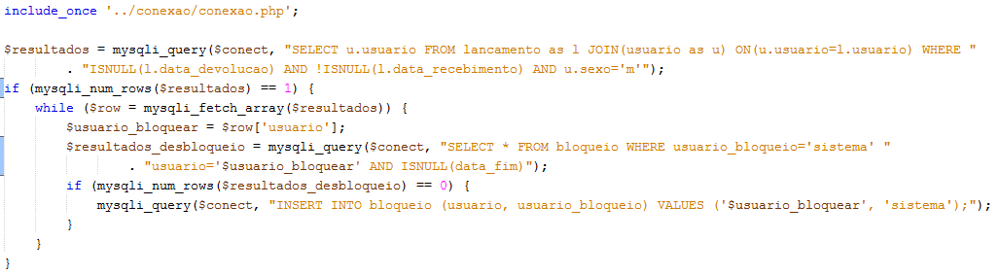 include_once '../conexao/conexao.php';
$resultados = mysqli_query($conect, "SELECT u.usuario FROM lancamento as l JOIN(usuario as u) ON(u.usuario=l.usuario) WHERE "
. "ISNULL(l.data_devolucao) AND !ISNULL(l.data_recebimento) AND u.sexo='m'");
if (mysqli_num_rows($resultados) == 1) {
while ($row = mysqli_fetch_array($resultados)) {
$usuario_bloquear = $row['usuario'];
$resultados_desbloqueio = mysqli_query($conect, "SELECT * FROM bloqueio WHERE usuario_bloqueio='sistema' "
. "usuario='$usuario_bloquear' AND ISNULL(data_fim)");
if (mysqli_num_rows($resultados_desbloqueio) == 0) {
mysqli_query($conect, "INSERT INTO bloqueio (usuario, usuario_bloqueio) VALUES ('$usuario_bloquear', 'sistema');");
}
}
}